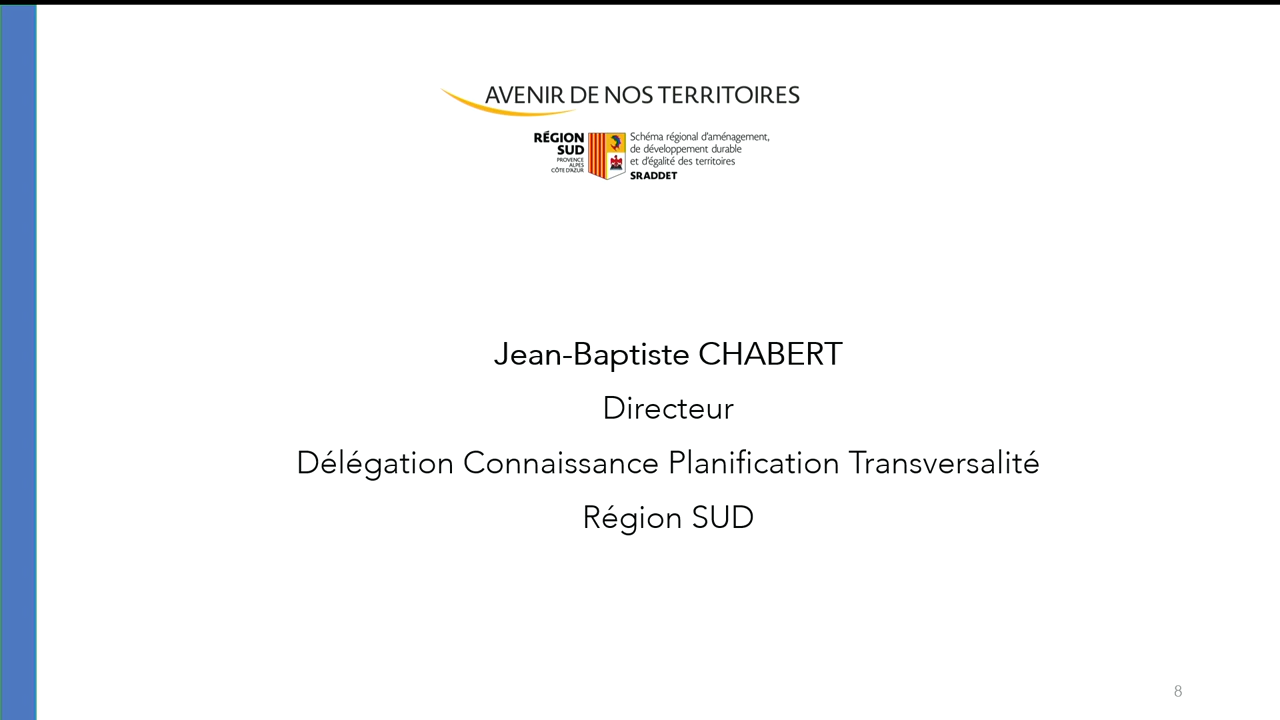 AVENIR DE NOS TERRITOIRES
RÉGION
SUD
PROVENCE
ALPES
CÔTE D'AZUR
Schéma régional d'aménagement,
de développement durable
et d'égalité des territoires
SRADDET
Jean-Baptiste CHABERT
Directeur
Délégation Connaissance Planification Transversalité
Région SUD
8